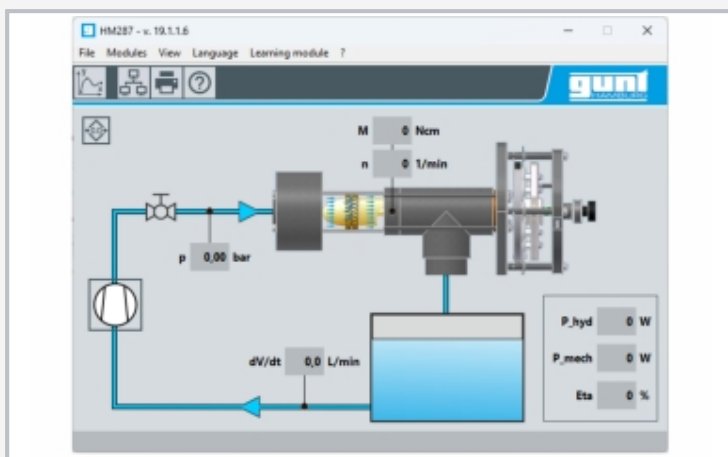 HM287 - v. 19.1.1.6
File Modules View Language Learning module ?
gunt
HAMBURG
M 0 Ncm
n 0 1/min
p 0,00 bar
dV/dt 0,0 L/min
P_hyd 0 W
P_mech 0 W
Eta 0 %